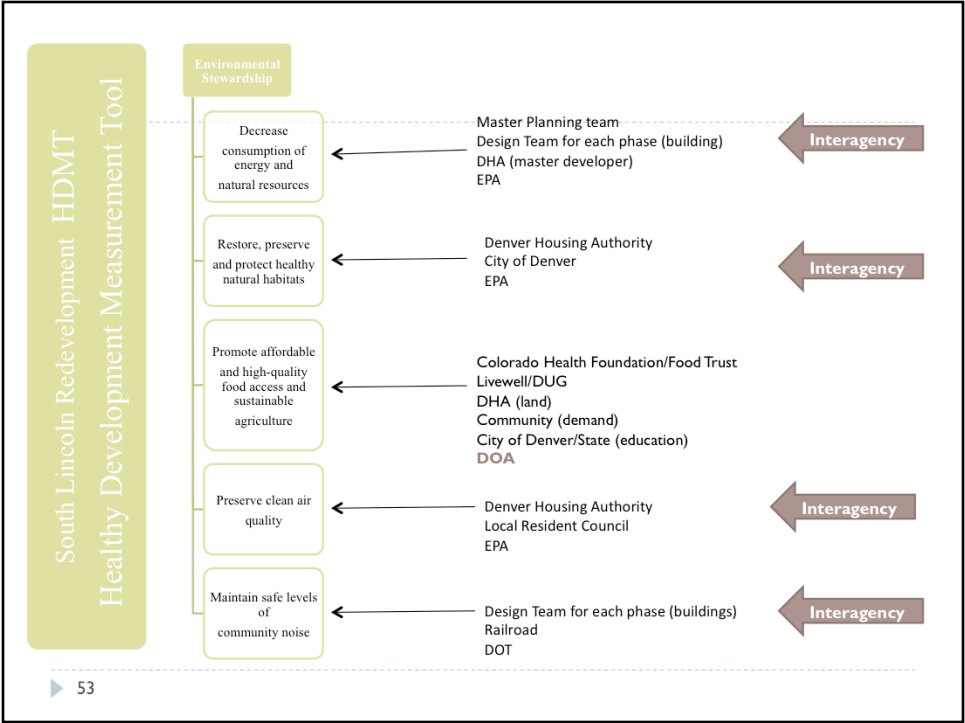 South Lincoln Redevelopment HDMT
Healthy Development Measurement Tool
Environmental
Stewardship
Decrease
consumption of
energy and
natural resources
Master Planning team
Design Team for each phase (building)
DHA (master developer)
EPA
Interagency
Restore, preserve
and protect healthy
natural habitats
Denver Housing Authority
City of Denver
EPA
Interagency
Promote affordable
and high-quality
food access and
sustainable
agriculture
Colorado Health Foundation/Food Trust
Livewell/DUG
DHA (land)
Community (demand)
City of Denver/State (education)
DOA
Preserve clean air
quality
Denver Housing Authority
Local Resident Council
EPA
Interagency
Maintain safe levels
of
community noise
Design Team for each phase (buildings)
Railroad
DOT
Interagency
53